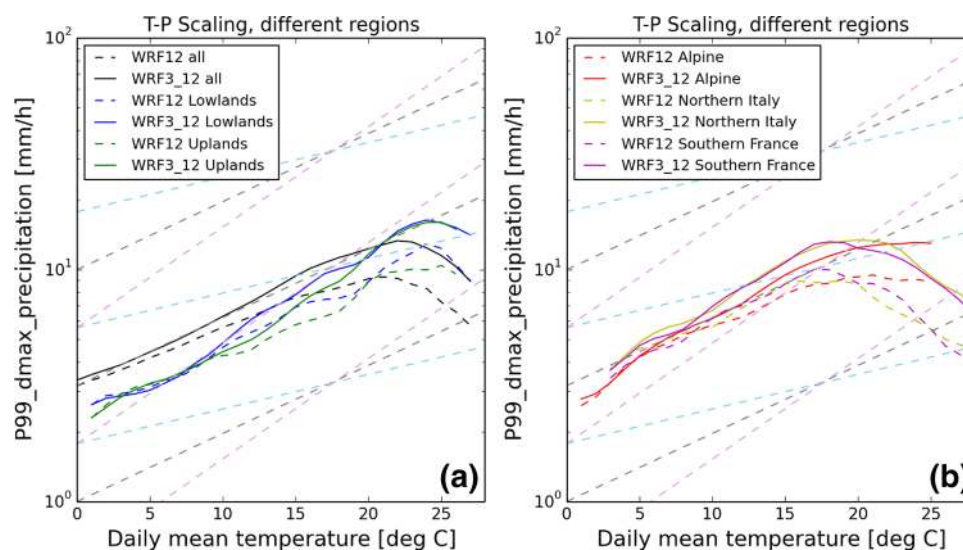 T-P Scaling, different regions
10²
WRF12 all
WRF3_12 all
WRF12 Lowlands
WRF3_12 Lowlands
WRF12 Uplands
WRF3_12 Uplands
P99_dmax_precipitation [mm/h]
10¹
10⁰
(a)
0 5 10 15 20 25
Daily mean temperature [deg C]
T-P Scaling, different regions
10²
WRF12 Alpine
WRF3_12 Alpine
WRF12 Northern Italy
WRF3_12 Northern Italy
WRF12 Southern France
WRF3_12 Southern France
P99_dmax_precipitation [mm/h]
10¹
10⁰
(b)
0 5 10 15 20 25
Daily mean temperature [deg C]